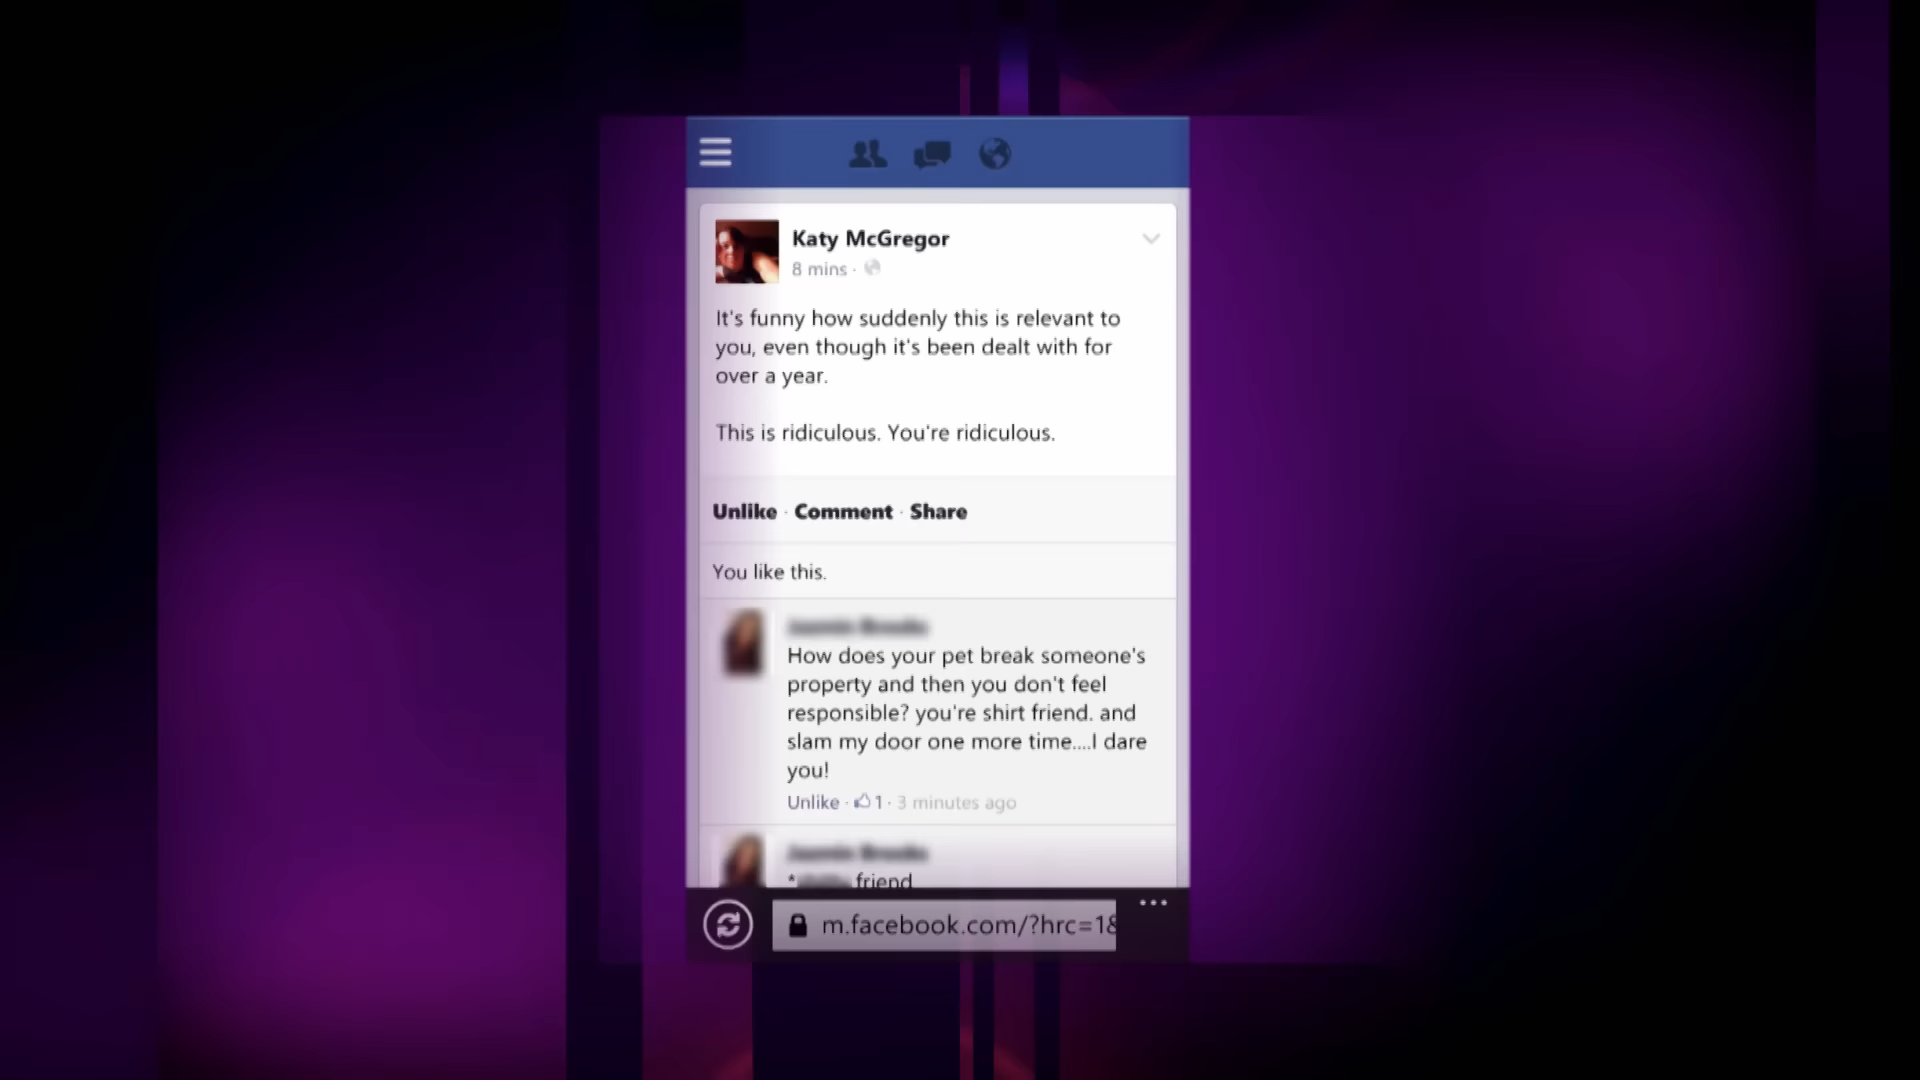 Katy McGregor
8 mins ·
It's funny how suddenly this is relevant to
you, even though it's been dealt with for
over a year.
This is ridiculous. You're ridiculous.
Unlike · Comment · Share
You like this.
How does your pet break someone's
property and then you don't feel
responsible? you're shirt friend. and
slam my door one more time....I dare
you!
Unlike · 1 · 3 minutes ago
* friend
m.facebook.com/?hrc=1&